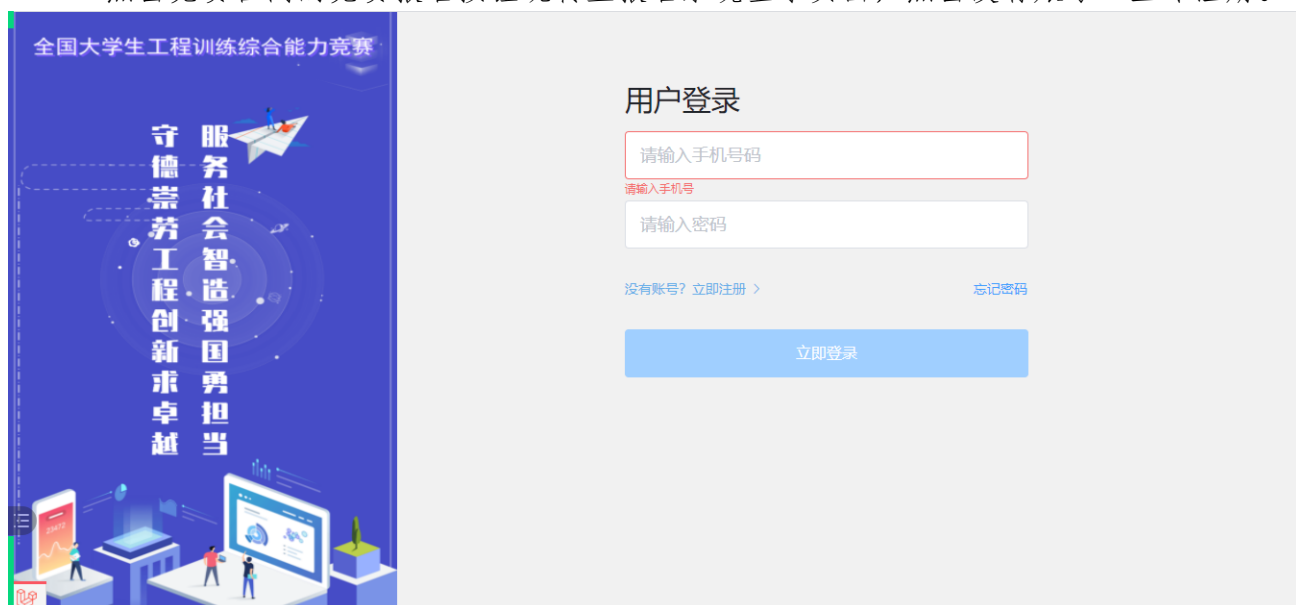 全国大学生工程训练综合能力竞赛
服务社会智造强国勇担当
守德崇劳工程创新求卓越
用户登录
请输入手机号码
请输入手机号
请输入密码
没有账号？立即注册 >
忘记密码
立即登录